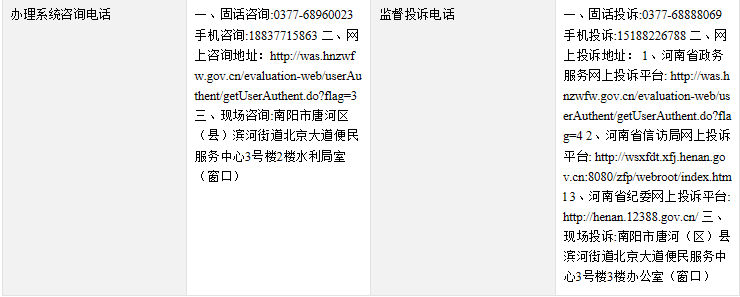 办理系统咨询电话
一、固话咨询:0377-68960023
手机咨询:18837715863 二、网
上咨询地址：http://was.hnzwf
w.gov.cn/evaluation-web/userAu
thent/getUserAuthent.do?flag=3
三、现场咨询:南阳市唐河区
（县）滨河街道北京大道便民
服务中心3号楼2楼水利局室
（窗口）
监督投诉电话
一、固话投诉:0377-68888069
手机投诉:15188226788 二、网
上投诉地址： 1、河南省政务
服务网上投诉平台: http://was.h
nzwfw.gov.cn/evaluation-web/us
erAuthent/getUserAuthent.do?fla
g=4 2、河南省信访局网上投诉
平台: http://wsxfdt.xfj.henan.go
v.cn:8080/zfp/webroot/index.htm
l 3、河南省纪委网上投诉平台:
http://henan.12388.gov.cn/ 三、
现场投诉:南阳市唐河（区）县
滨河街道北京大道便民服务中
心3号楼3楼办公室（窗口）